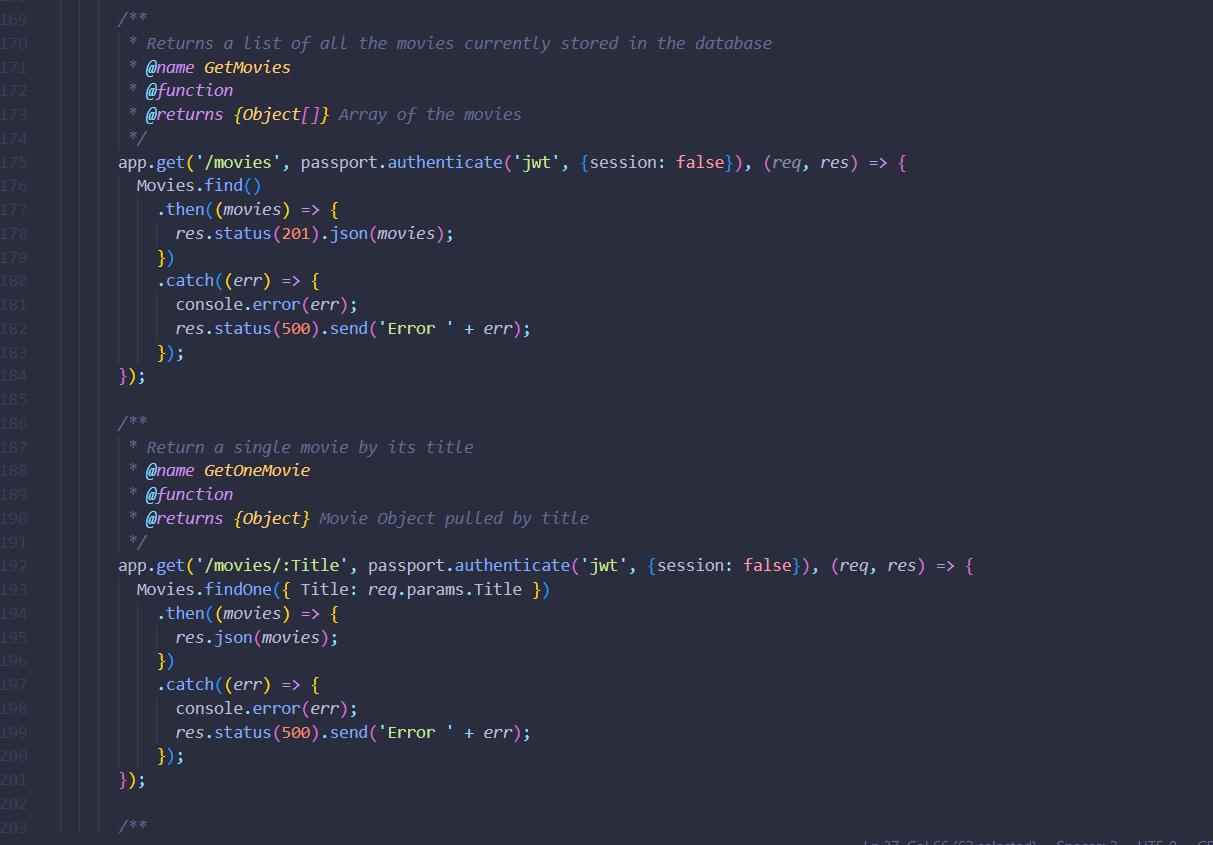 169 /**
170 * Returns a list of all the movies currently stored in the database
171 * @name GetMovies
172 * @function
173 * @returns {Object[]} Array of the movies
174 */
175 app.get('/movies', passport.authenticate('jwt', {session: false}), (req, res) => {
176 Movies.find()
177 .then((movies) => {
178 res.status(201).json(movies);
179 })
180 .catch((err) => {
181 console.error(err);
182 res.status(500).send('Error ' + err);
183 });
184 });
185
186 /**
187 * Return a single movie by its title
188 * @name GetOneMovie
189 * @function
190 * @returns {Object} Movie Object pulled by title
191 */
192 app.get('/movies/:Title', passport.authenticate('jwt', {session: false}), (req, res) => {
193 Movies.findOne({ Title: req.params.Title })
194 .then((movies) => {
195 res.json(movies);
196 })
197 .catch((err) => {
198 console.error(err);
199 res.status(500).send('Error ' + err);
200 });
201 });
202
203 /**